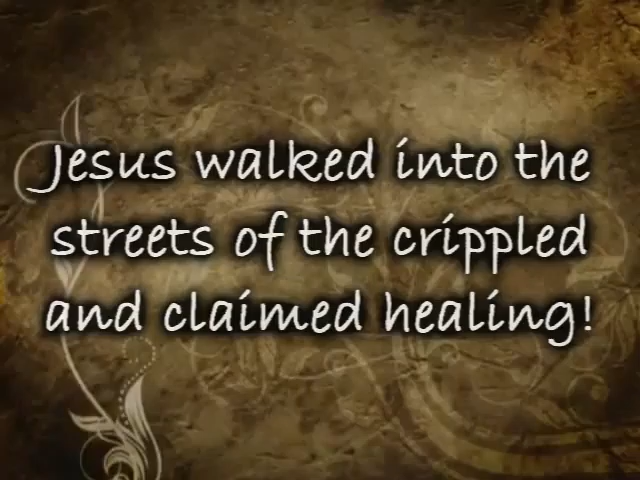 Jesus walked into the
streets of the crippled
and claimed healing!